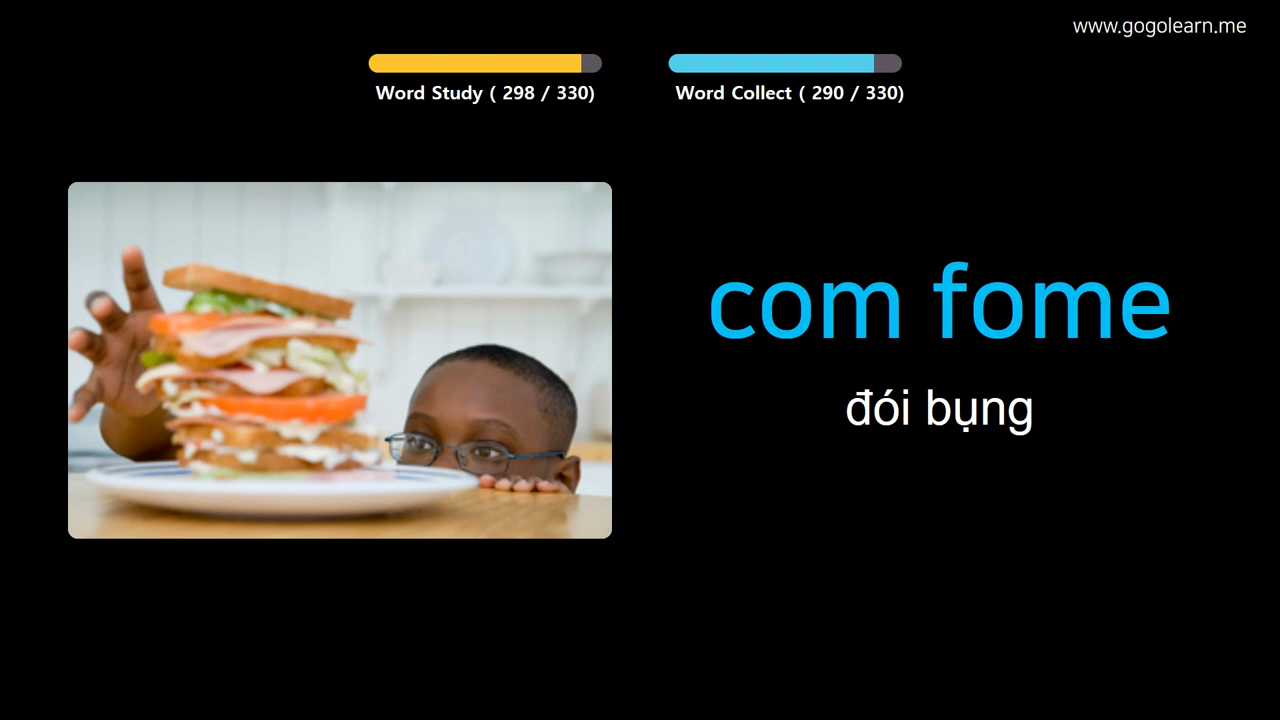 www.gogolearn.me
Word Study ( 298 / 330)
Word Collect ( 290 / 330)
com fome
đói bụng